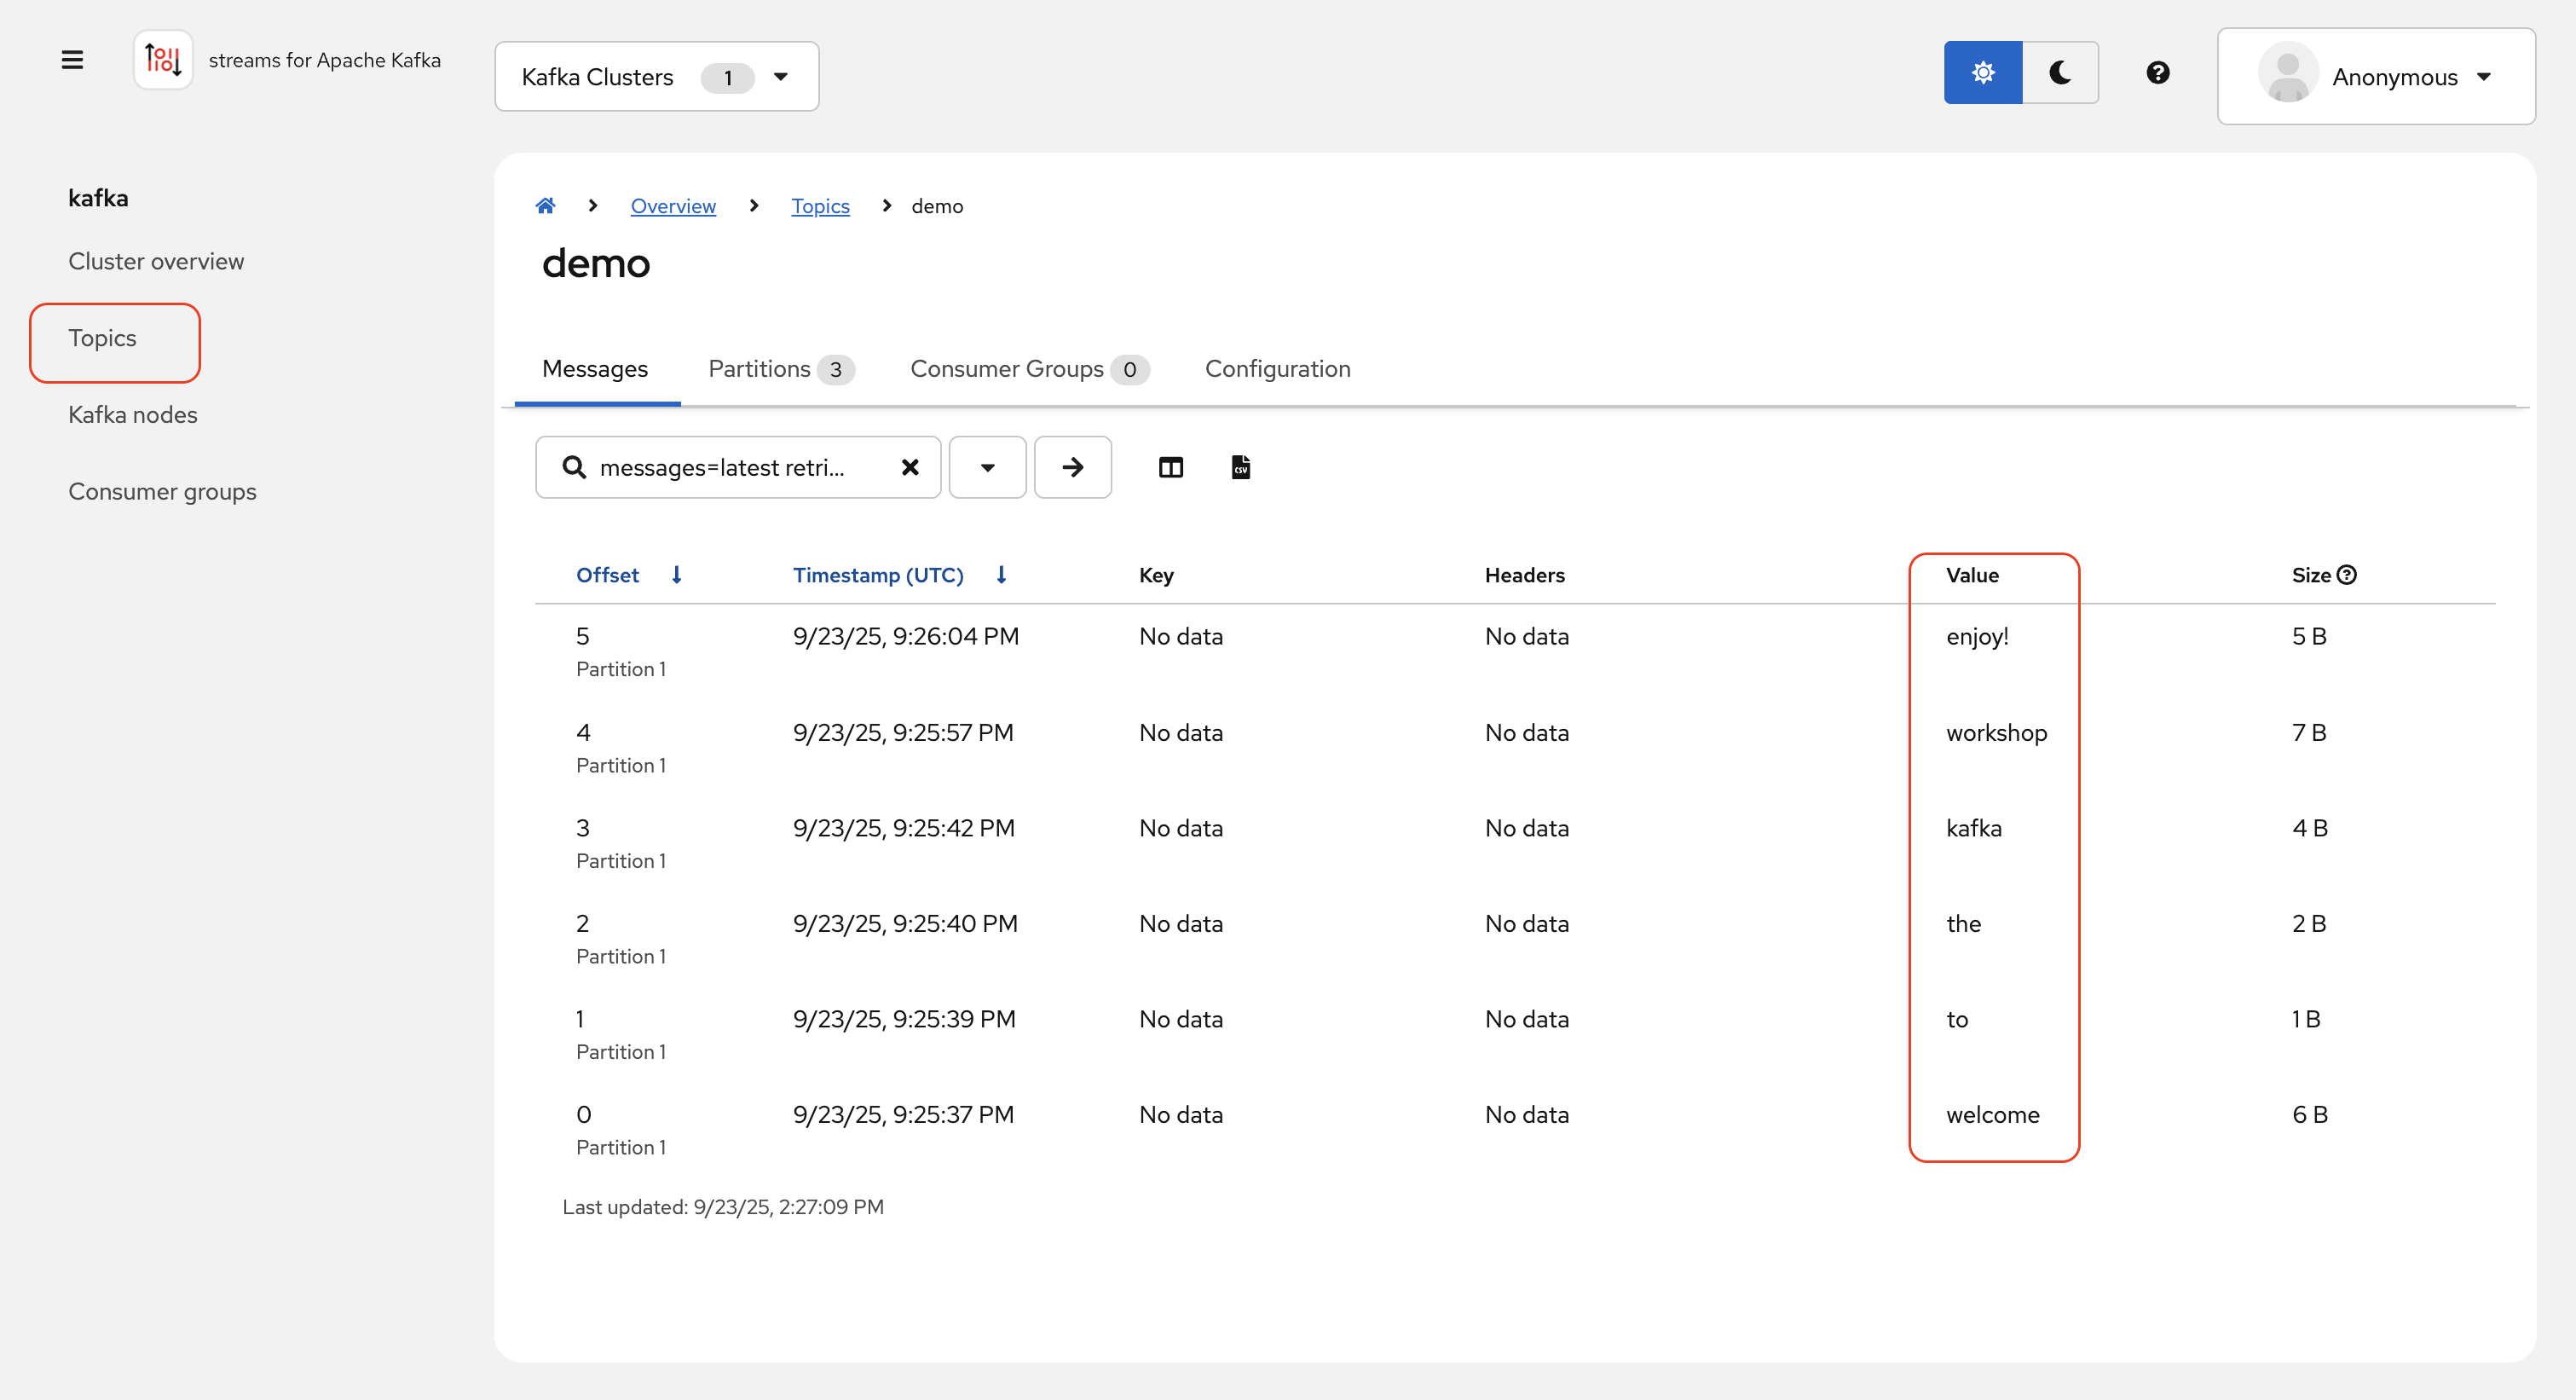 streams for Apache Kafka
Kafka Clusters 1
Anonymous
kafka
Cluster overview
Topics
Kafka nodes
Consumer groups
Overview Topics demo
demo
Messages Partitions 3 Consumer Groups 0 Configuration
messages=latest retri...
CSV
Offset Timestamp (UTC) Key Headers Value Size
5 9/23/25, 9:26:04 PM No data No data enjoy! 5 B
Partition 1
4 9/23/25, 9:25:57 PM No data No data workshop 7 B
Partition 1
3 9/23/25, 9:25:42 PM No data No data kafka 4 B
Partition 1
2 9/23/25, 9:25:40 PM No data No data the 2 B
Partition 1
1 9/23/25, 9:25:39 PM No data No data to 1 B
Partition 1
0 9/23/25, 9:25:37 PM No data No data welcome 6 B
Partition 1
Last updated: 9/23/25, 2:27:09 PM